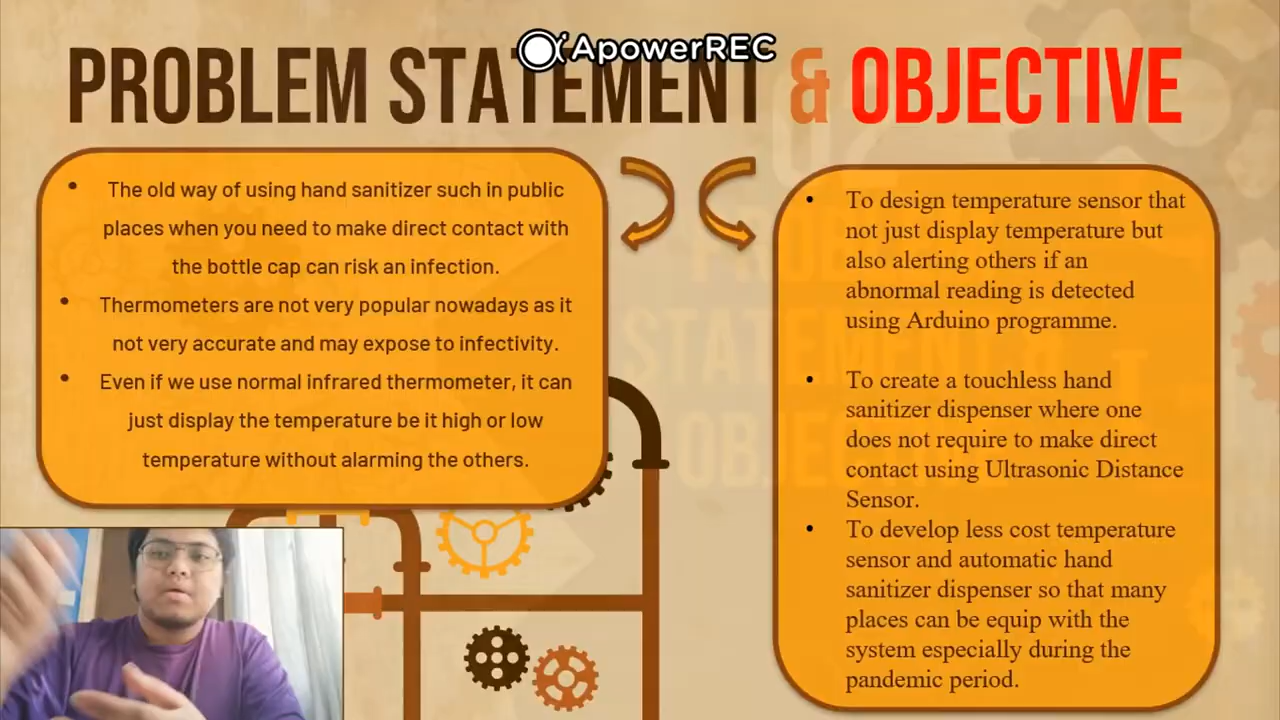 ApowerREC
PROBLEM STATEMENT & OBJECTIVE
The old way of using hand sanitizer such in public
places when you need to make direct contact with
the bottle cap can risk an infection.
Thermometers are not very popular nowadays as it
not very accurate and may expose to infectivity.
Even if we use normal infrared thermometer, it can
just display the temperature be it high or low
temperature without alarming the others.
To design temperature sensor that
not just display temperature but
also alerting others if an
abnormal reading is detected
using Arduino programme.
To create a touchless hand
sanitizer dispenser where one
does not require to make direct
contact using Ultrasonic Distance
Sensor.
To develop less cost temperature
sensor and automatic hand
sanitizer dispenser so that many
places can be equip with the
system especially during the
pandemic period.